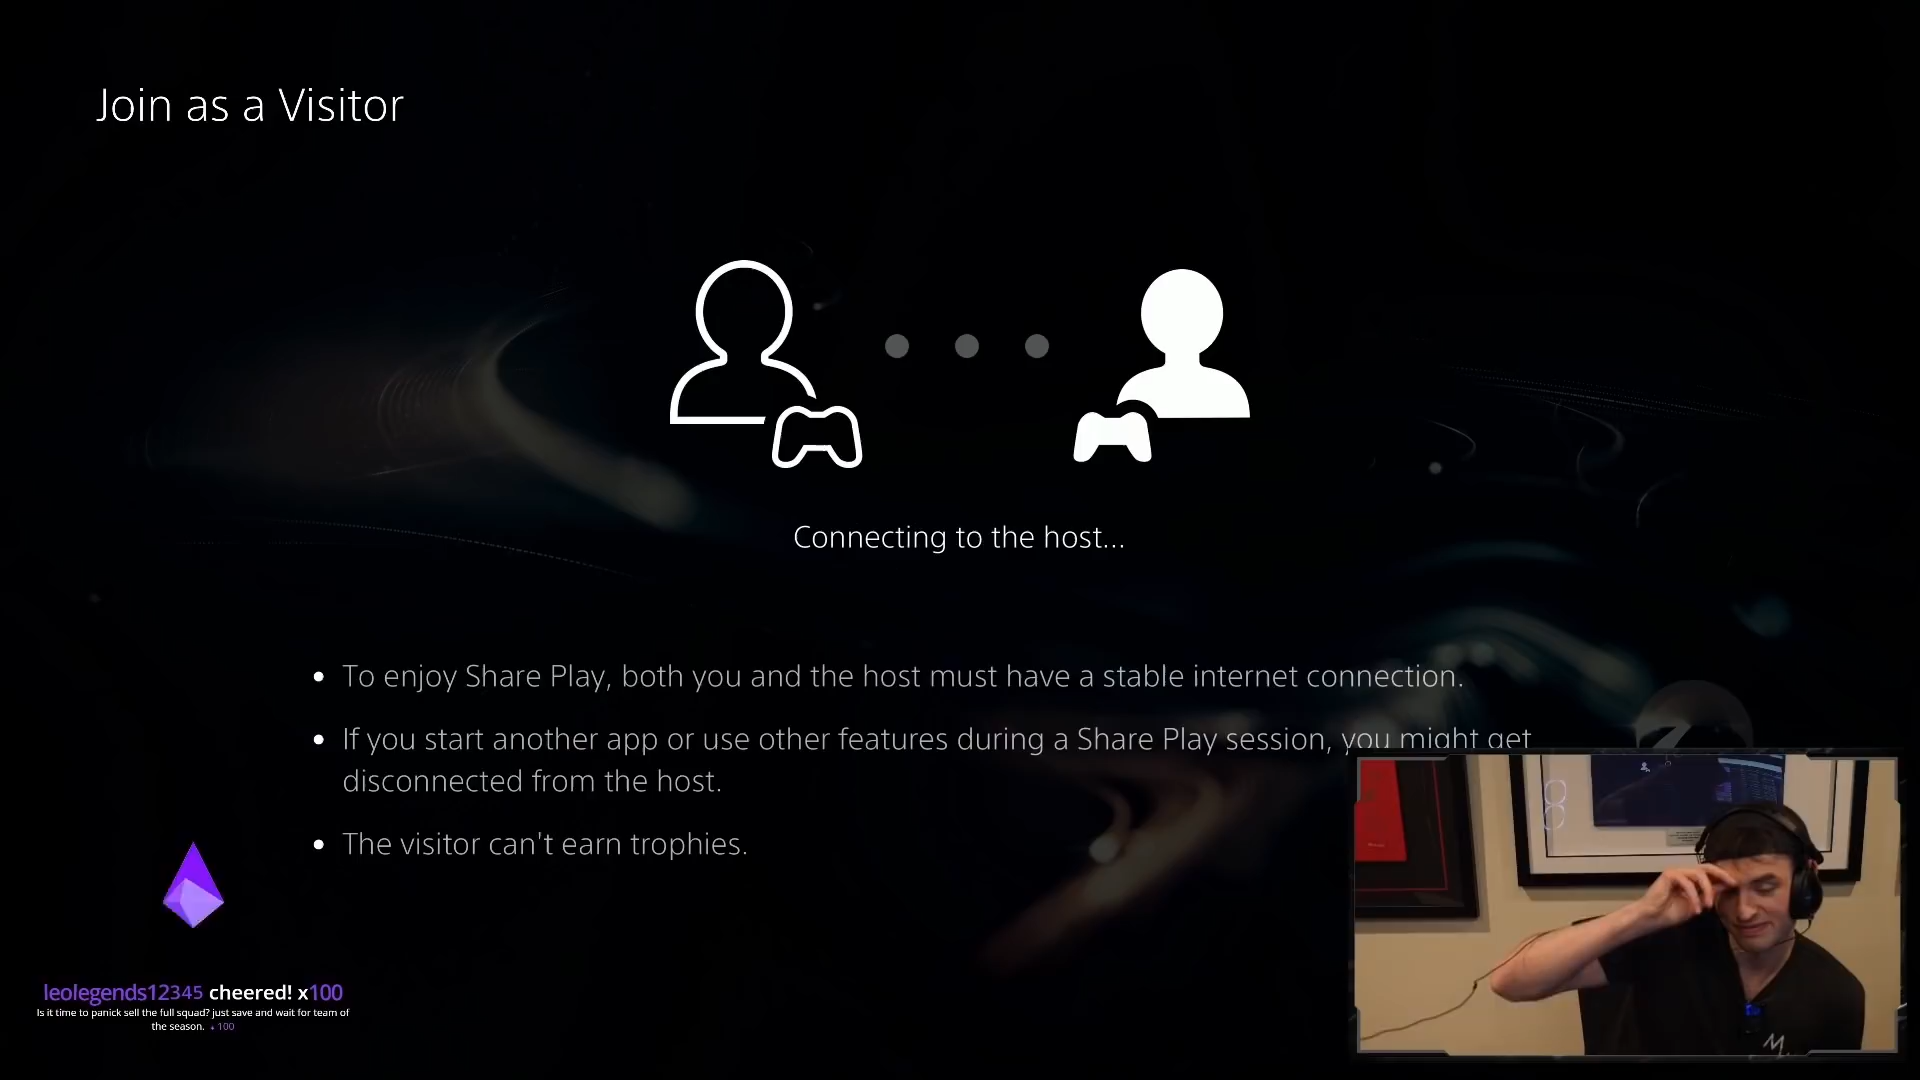 Join as a Visitor
Connecting to the host...
• To enjoy Share Play, both you and the host must have a stable internet connection.
• If you start another app or use other features during a Share Play session, you might get
disconnected from the host.
• The visitor can't earn trophies.
leolegends12345 cheered! x100
Is it time to panick sell the full squad? just save and wait for team of
the season. 100
M.